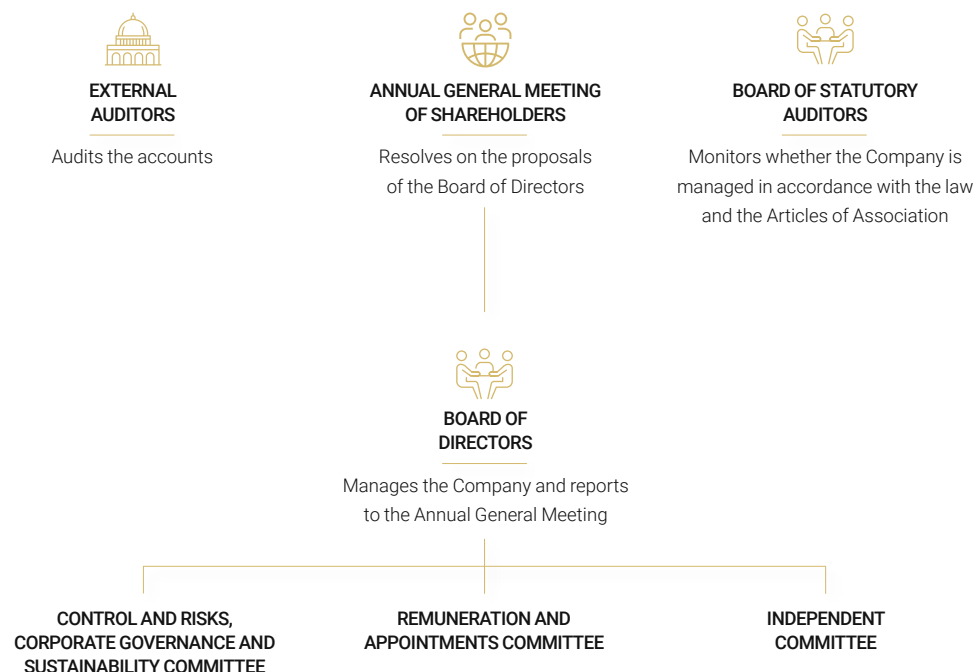 EXTERNAL
AUDITORS
Audits the accounts
ANNUAL GENERAL MEETING
OF SHAREHOLDERS
Resolves on the proposals
of the Board of Directors
BOARD OF STATUTORY
AUDITORS
Monitors whether the Company is
managed in accordance with the law
and the Articles of Association
BOARD OF
DIRECTORS
Manages the Company and reports
to the Annual General Meeting
CONTROL AND RISKS,
CORPORATE GOVERNANCE AND
SUSTAINABILITY COMMITTEE
REMUNERATION AND
APPOINTMENTS COMMITTEE
INDEPENDENT
COMMITTEE